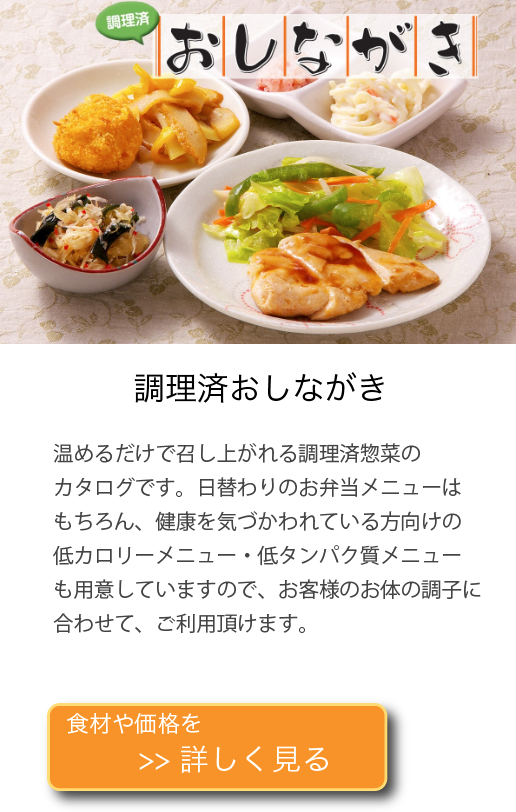 調理済
おしながき
調理済おしながき
温めるだけで召し上がれる調理済惣菜の
カタログです。日替わりのお弁当メニューは
もちろん、健康を気づかわれている方向けの
低カロリーメニュー・低タンパク質メニュー
も用意していますので、お客様のお体の調子に
合わせて、ご利用頂けます。
食材や価格を
>> 詳しく見る